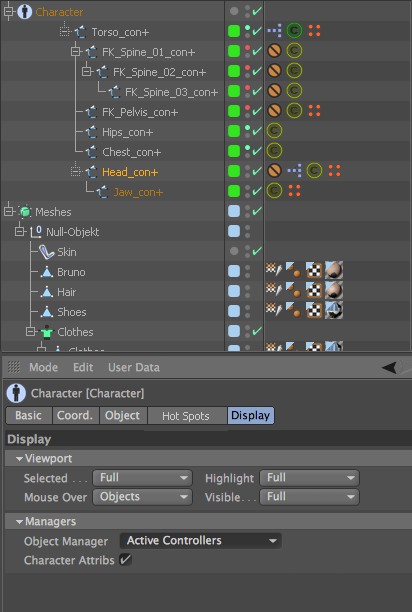 Character
Torso_con+
FK_Spine_01_con+
FK_Spine_02_con+
FK_Spine_03_con+
FK_Pelvis_con+
Hips_con+
Chest_con+
Head_con+
Jaw_con+
Meshes
Null-Objekt
Skin
Bruno
Hair
Shoes
Clothes
Clothes
Mode Edit User Data
Character [Character]
Basic Coord. Object Hot Spots Display
Display
Viewport
Selected . . . Full Highlight Full
Mouse Over Objects Visible. . . Full
Managers
Object Manager Active Controllers
Character Attribs